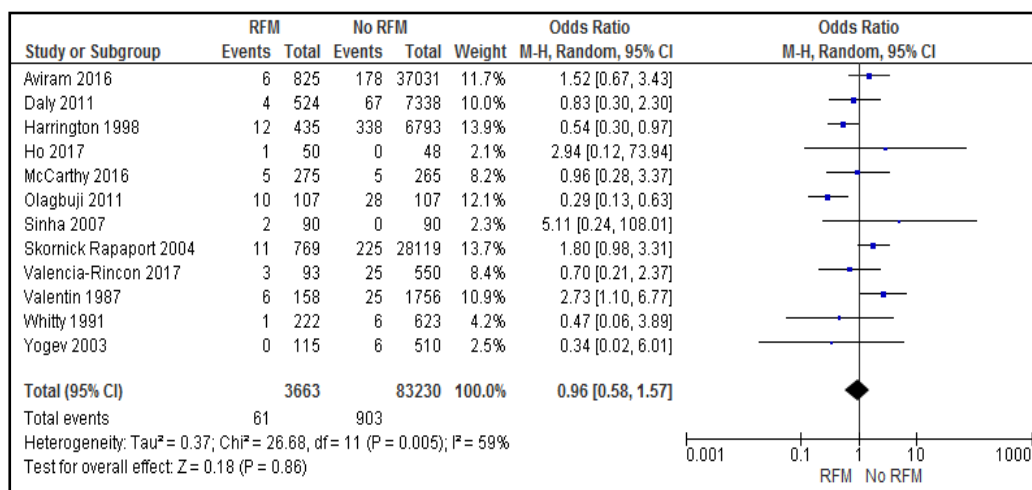 RFM No RFM Odds Ratio Odds Ratio
Study or Subgroup Events Total Events Total Weight M-H, Random, 95% CI M-H, Random, 95% CI
Aviram 2016 6 825 178 37031 11.7% 1.52 [0.67, 3.43]
Daly 2011 4 524 67 7338 10.0% 0.83 [0.30, 2.30]
Harrington 1998 12 435 338 6793 13.9% 0.54 [0.30, 0.97]
Ho 2017 1 50 0 48 2.1% 2.94 [0.12, 73.94]
McCarthy 2016 5 275 5 265 8.2% 0.96 [0.28, 3.37]
Olagbuji 2011 10 107 28 107 12.1% 0.29 [0.13, 0.63]
Sinha 2007 2 90 0 90 2.3% 5.11 [0.24, 108.01]
Skornick Rapaport 2004 11 769 225 28119 13.7% 1.80 [0.98, 3.31]
Valencia-Rincon 2017 3 93 25 550 8.4% 0.70 [0.21, 2.37]
Valentin 1987 6 158 25 1756 10.9% 2.73 [1.10, 6.77]
Whitty 1991 1 222 6 623 4.2% 0.47 [0.06, 3.89]
Yogev 2003 0 115 6 510 2.5% 0.34 [0.02, 6.01]
Total (95% CI) 3663 83230 100.0% 0.96 [0.58, 1.57]
Total events 61 903
Heterogeneity: Tau² = 0.37; Chi² = 26.68, df = 11 (P = 0.005); I² = 59%
Test for overall effect: Z = 0.18 (P = 0.86)
0.001 0.1 1 10 1000
RFM No RFM